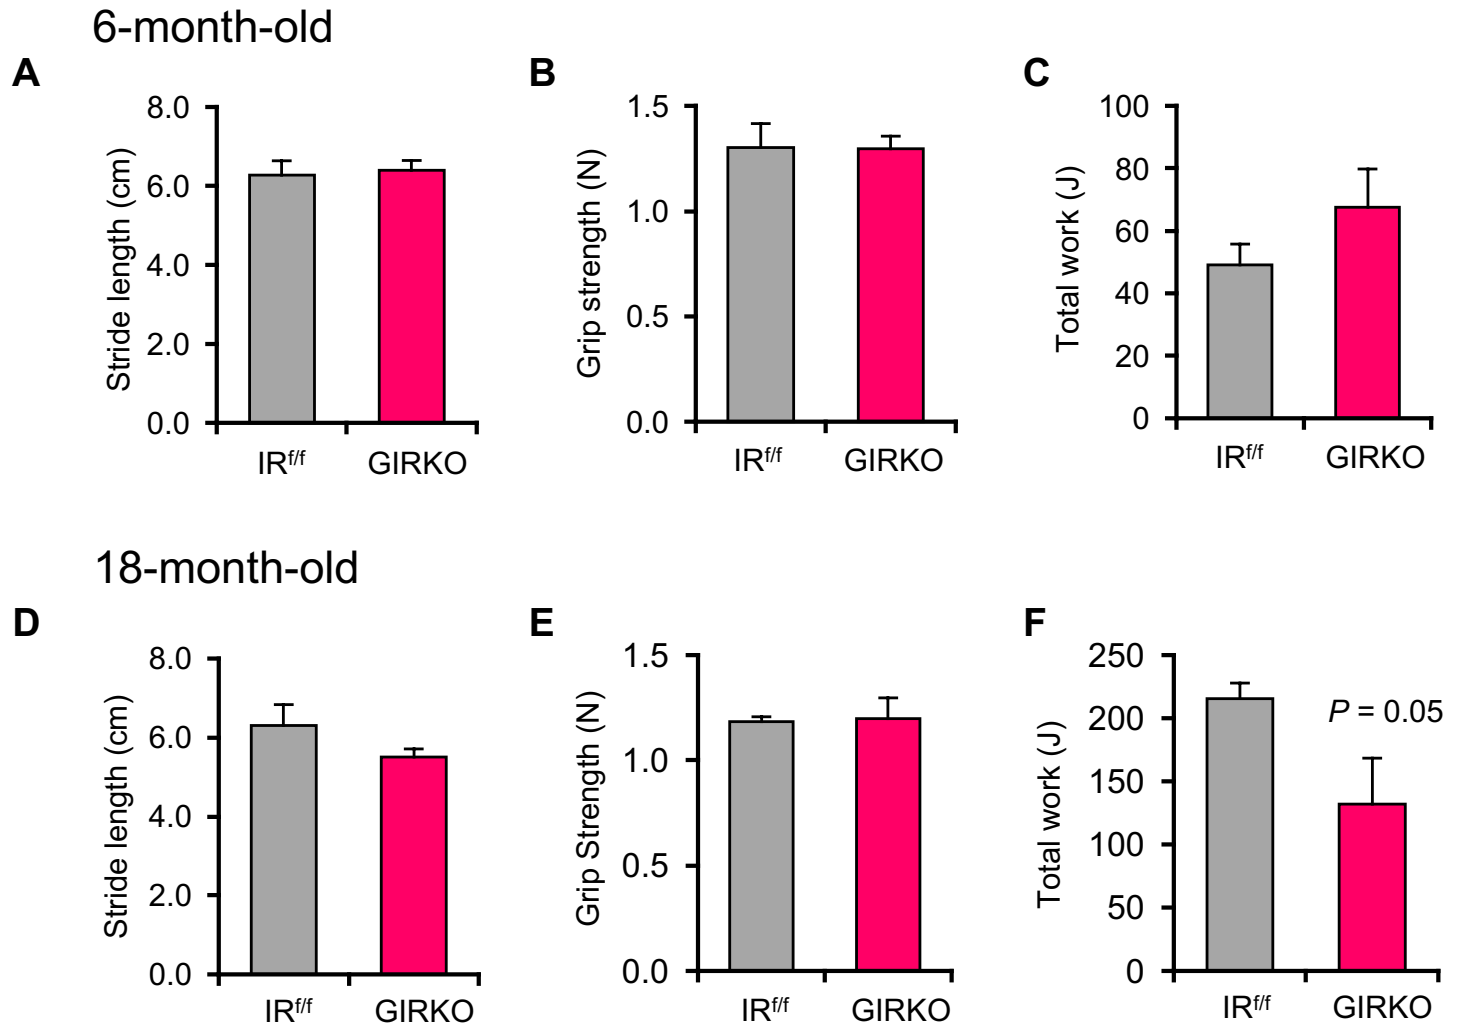 6-month-old
A
Stride length (cm)
8.0
6.0
4.0
2.0
0.0
IRf/f
GIRKO
B
Grip strength (N)
1.5
1.0
0.5
0.0
IRf/f
GIRKO
C
Total work (J)
100
80
60
40
20
0
IRf/f
GIRKO
18-month-old
D
Stride length (cm)
8.0
6.0
4.0
2.0
0.0
IRf/f
GIRKO
E
Grip Strength (N)
1.5
1.0
0.5
0.0
IRf/f
GIRKO
F
Total work (J)
250
200
150
100
50
0
P = 0.05
IRf/f
GIRKO